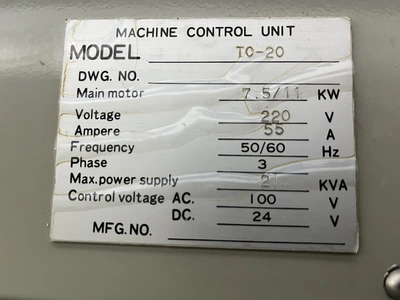 MACHINE CONTROL UNIT
MODEL TO-20
DWG. NO.
Main motor 7.5/11 KW
Voltage 220 V
Ampere 55 A
Frequency 50/60 Hz
Phase 3
Max. power supply KVA
Control voltage AC. 100 V
DC. 24 V
MFG. NO.